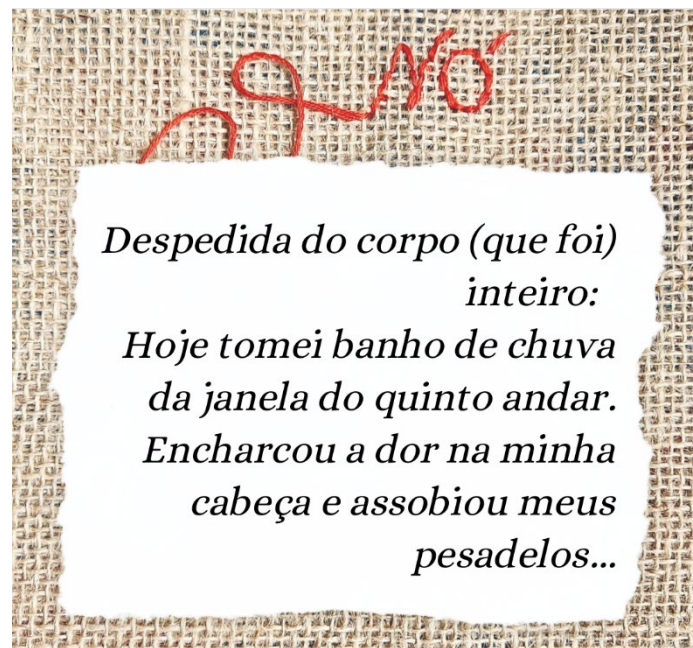 NÓ
Despedida do corpo (que foi)
inteiro:
Hoje tomei banho de chuva
da janela do quinto andar.
Encharcou a dor na minha
cabeça e assobiou meus
pesadelos...